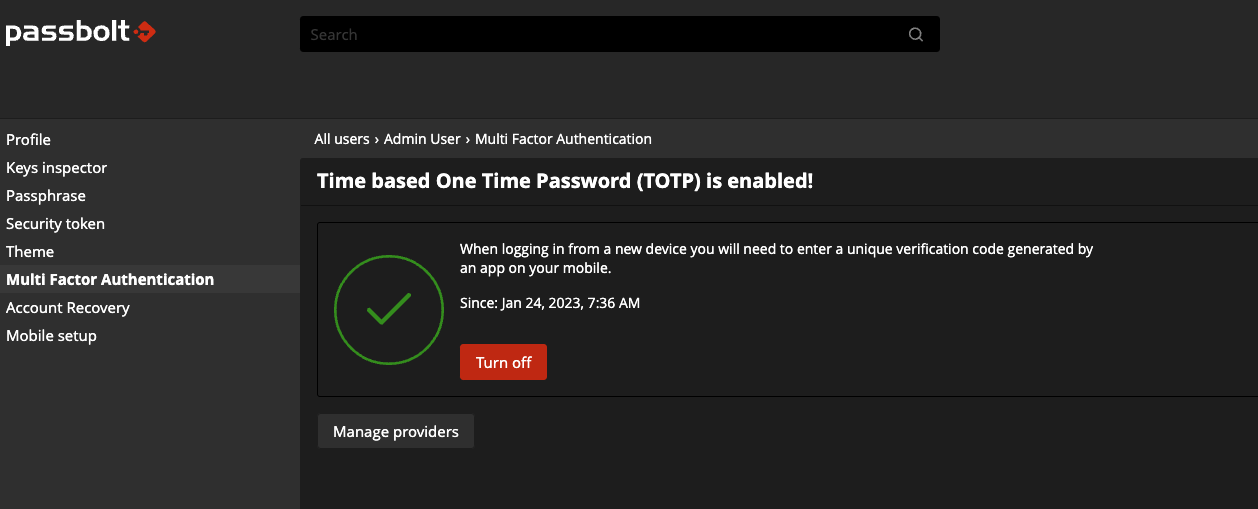 passbolt
Search
Profile
Keys inspector
Passphrase
Security token
Theme
Multi Factor Authentication
Account Recovery
Mobile setup
All users › Admin User › Multi Factor Authentication
Time based One Time Password (TOTP) is enabled!
When logging in from a new device you will need to enter a unique verification code generated by
an app on your mobile.
Since: Jan 24, 2023, 7:36 AM
Turn off
Manage providers